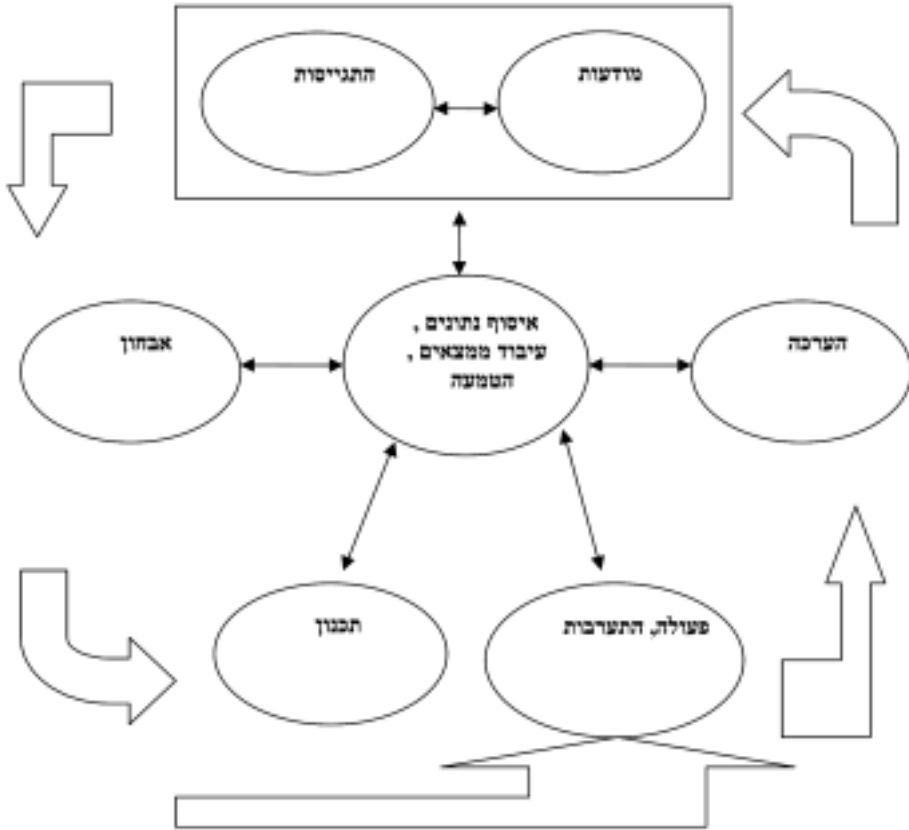 מודעות
התגייסות
איסוף נתונים ,
עיבוד ממצאים ,
הטמעה
הערכה
אבחון
פעולה, התערבות
תכנון